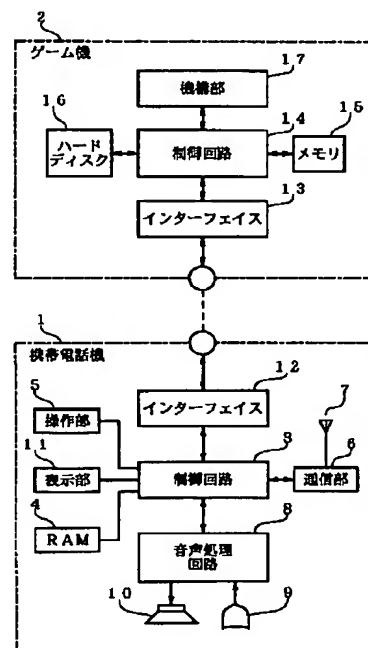 2
ゲーム機
17
機構部
16
ハード
ディスク
14
制御回路
15
メモリ
13
インターフェイス
1
携帯電話機
12
インターフェイス
5
操作部
7
11
表示部
3
制御回路
6
通信部
4
RAM
8
音声処理
回路
10
9